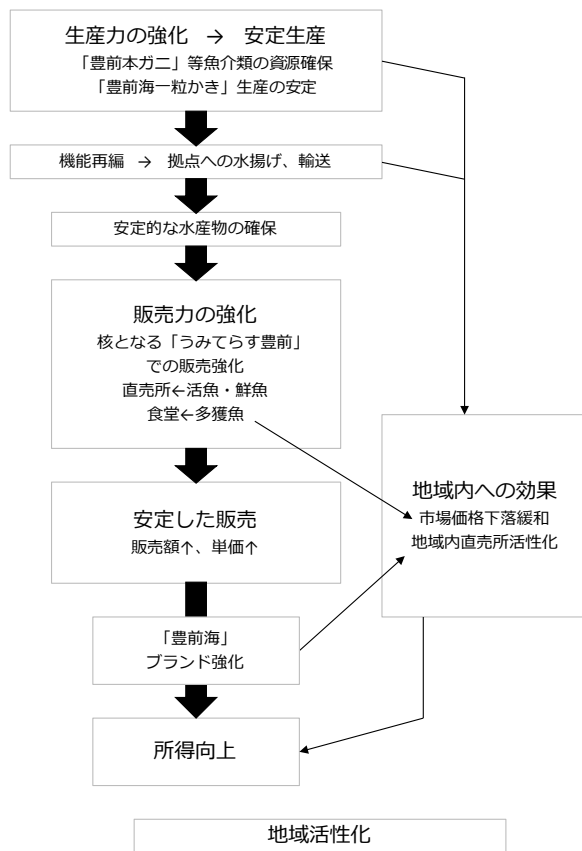 生産力の強化 → 安定生産
「豊前本ガニ」等魚介類の資源確保
「豊前海一粒かき」生産の安定
機能再編 → 拠点への水揚げ、輸送
安定的な水産物の確保
販売力の強化
核となる「うみてらす豊前」
での販売強化
直売所←活魚・鮮魚
食堂←多獲魚
地域内への効果
市場価格下落緩和
地域内直売所活性化
安定した販売
販売額↑、単価↑
「豊前海」
ブランド強化
所得向上
地域活性化